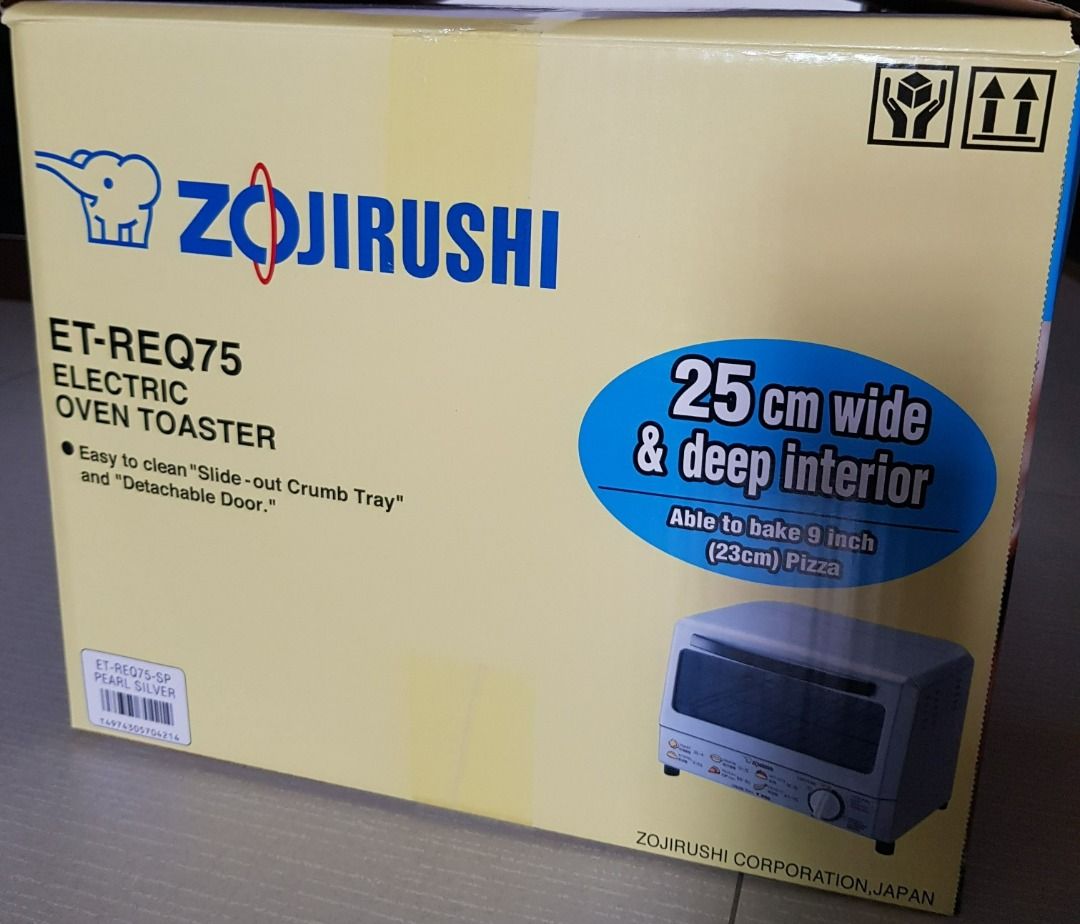 ZOJIRUSHI
ET-REQ75
ELECTRIC
OVEN TOASTER
● Easy to clean "Slide-out Crumb Tray"
and "Detachable Door."
25 cm wide
& deep interior
Able to bake 9 inch
(23cm) Pizza
ET-REQ75-SP
PEARL SILVER
T4974305704214
ZOJIRUSHI CORPORATION,JAPAN